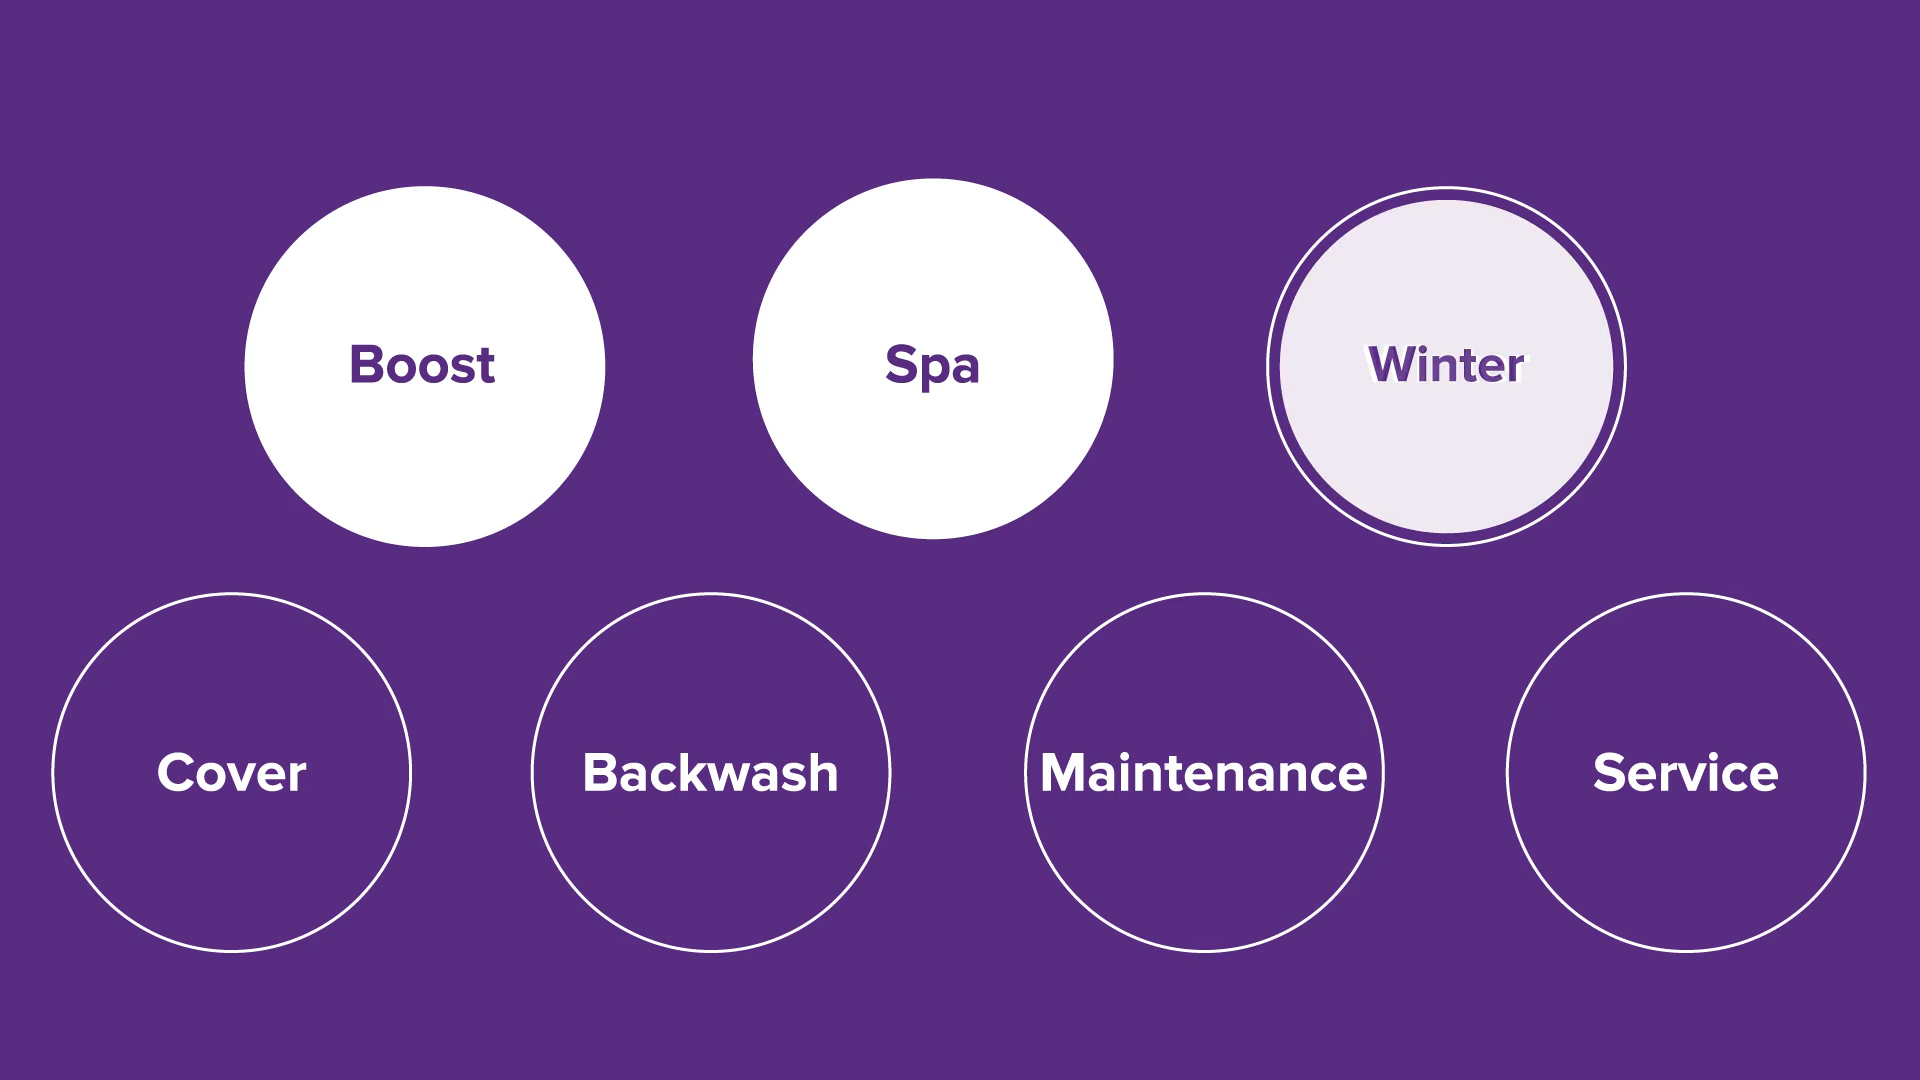 Boost
Spa
Winter
Cover
Backwash
Maintenance
Service